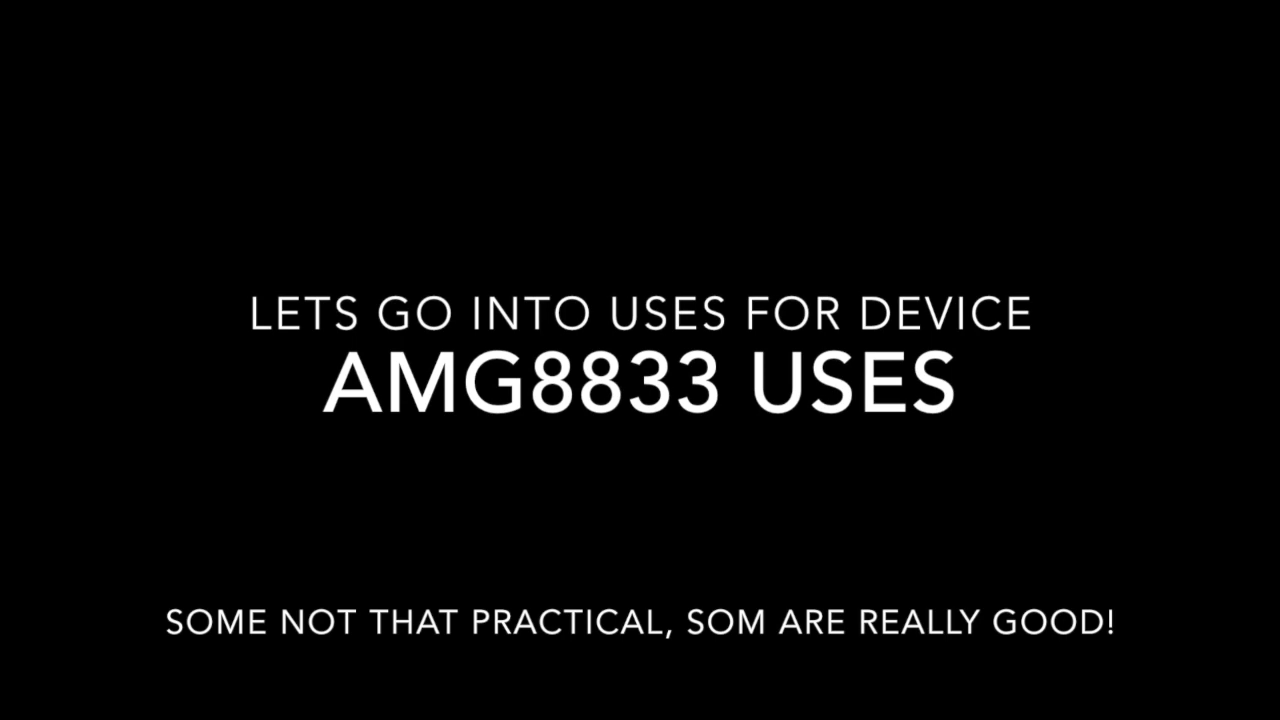 LETS GO INTO USES FOR DEVICE
AMG8833 USES
SOME NOT THAT PRACTICAL, SOM ARE REALLY GOOD!